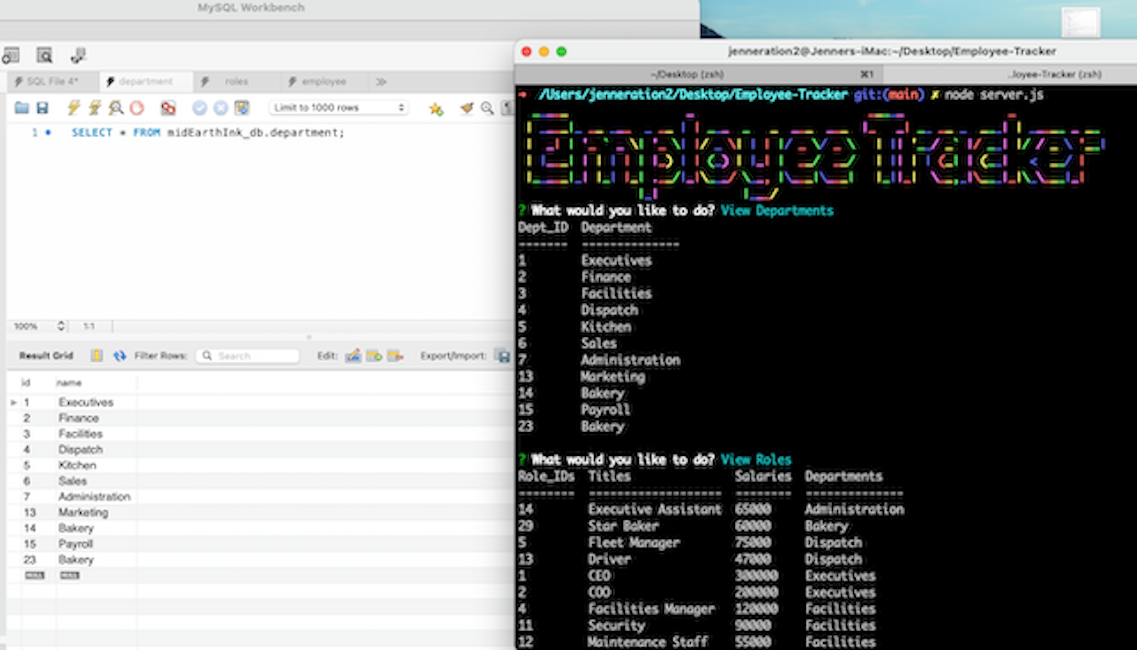 MySQL Workbench
SQL File 4*
department
roles
employee
Limit to 1000 rows
1
SELECT * FROM midEarthInk_db.department;
100%
1:1
Result Grid
Filter Rows:
Search
Edit:
Export/Import:
id name
1 Executives
2 Finance
3 Facilities
4 Dispatch
5 Kitchen
6 Sales
7 Administration
13 Marketing
14 Bakery
15 Payroll
23 Bakery
NULL NULL
jenneration2@Jenners-iMac:~/Desktop/Employee-Tracker
~/Desktop (zsh)
⌘1
..loyee-Tracker (zsh)
/Users/jenneration2/Desktop/Employee-Tracker git:(main) ✗ node server.js
Employee Tracker
? What would you like to do? View Departments
Dept_ID Department
------- --------------
1 Executives
2 Finance
3 Facilities
4 Dispatch
5 Kitchen
6 Sales
7 Administration
13 Marketing
14 Bakery
15 Payroll
23 Bakery
? What would you like to do? View Roles
Role_IDs Titles Salaries Departments
-------- ------------------- -------- --------------
14 Executive Assistant 65000 Administration
29 Star Baker 60000 Bakery
5 Fleet Manager 75000 Dispatch
13 Driver 47000 Dispatch
1 CEO 300000 Executives
2 COO 200000 Executives
4 Facilities Manager 120000 Facilities
11 Security 90000 Facilities
12 Maintenance Staff 55000 Facilities